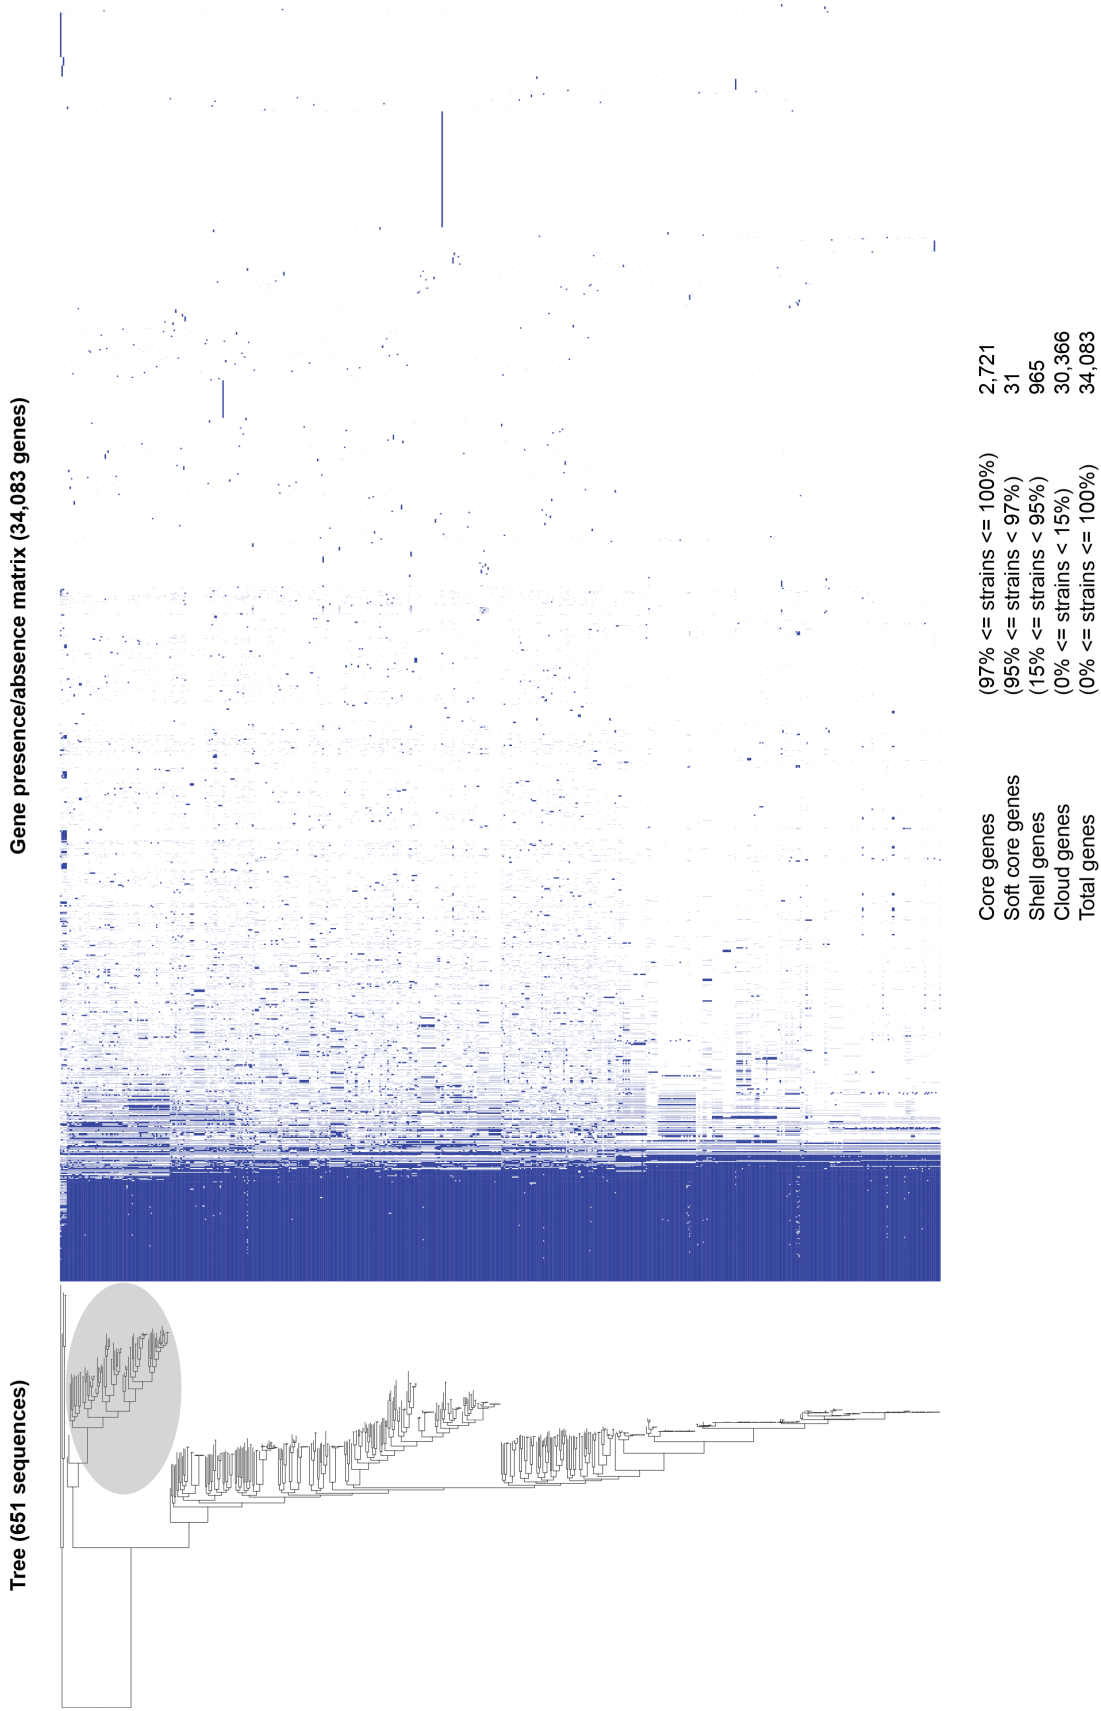 Tree (651 sequences)
Gene presence/absence matrix (34,083 genes)
Core genes (97% <= strains <= 100%) 2,721
Soft core genes (95% <= strains < 97%) 31
Shell genes (15% <= strains < 95%) 965
Cloud genes (0% <= strains < 15%) 30,366
Total genes (0% <= strains <= 100%) 34,083